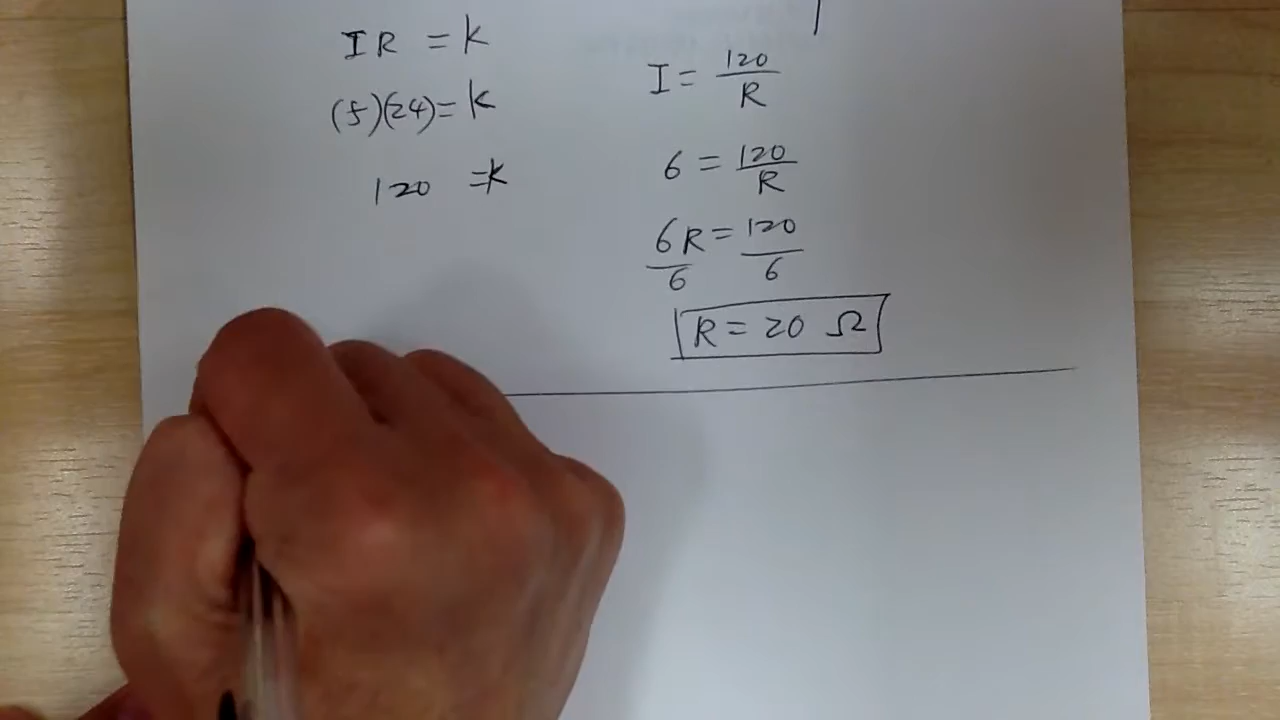 IR = k
(5)(24) = k
120 = k
I = 120/R
6 = 120/R
6R/6 = 120/6
R = 20 Ω